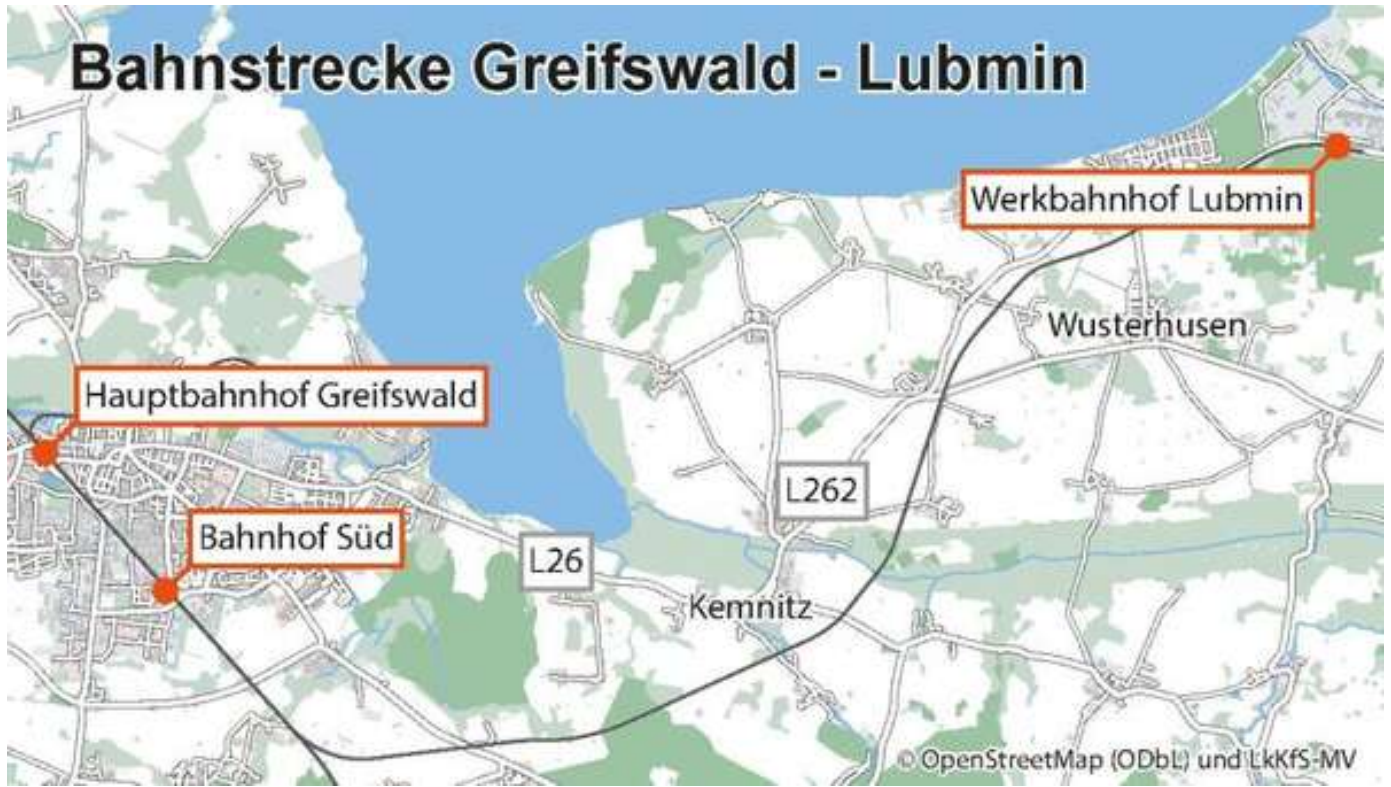 Bahnstrecke Greifswald - Lubmin
Werkbahnhof Lubmin
Wusterhusen
Hauptbahnhof Greifswald
L262
Bahnhof Süd
L26
Kemnitz
© OpenStreetMap (ODbL) und LkKfS-MV